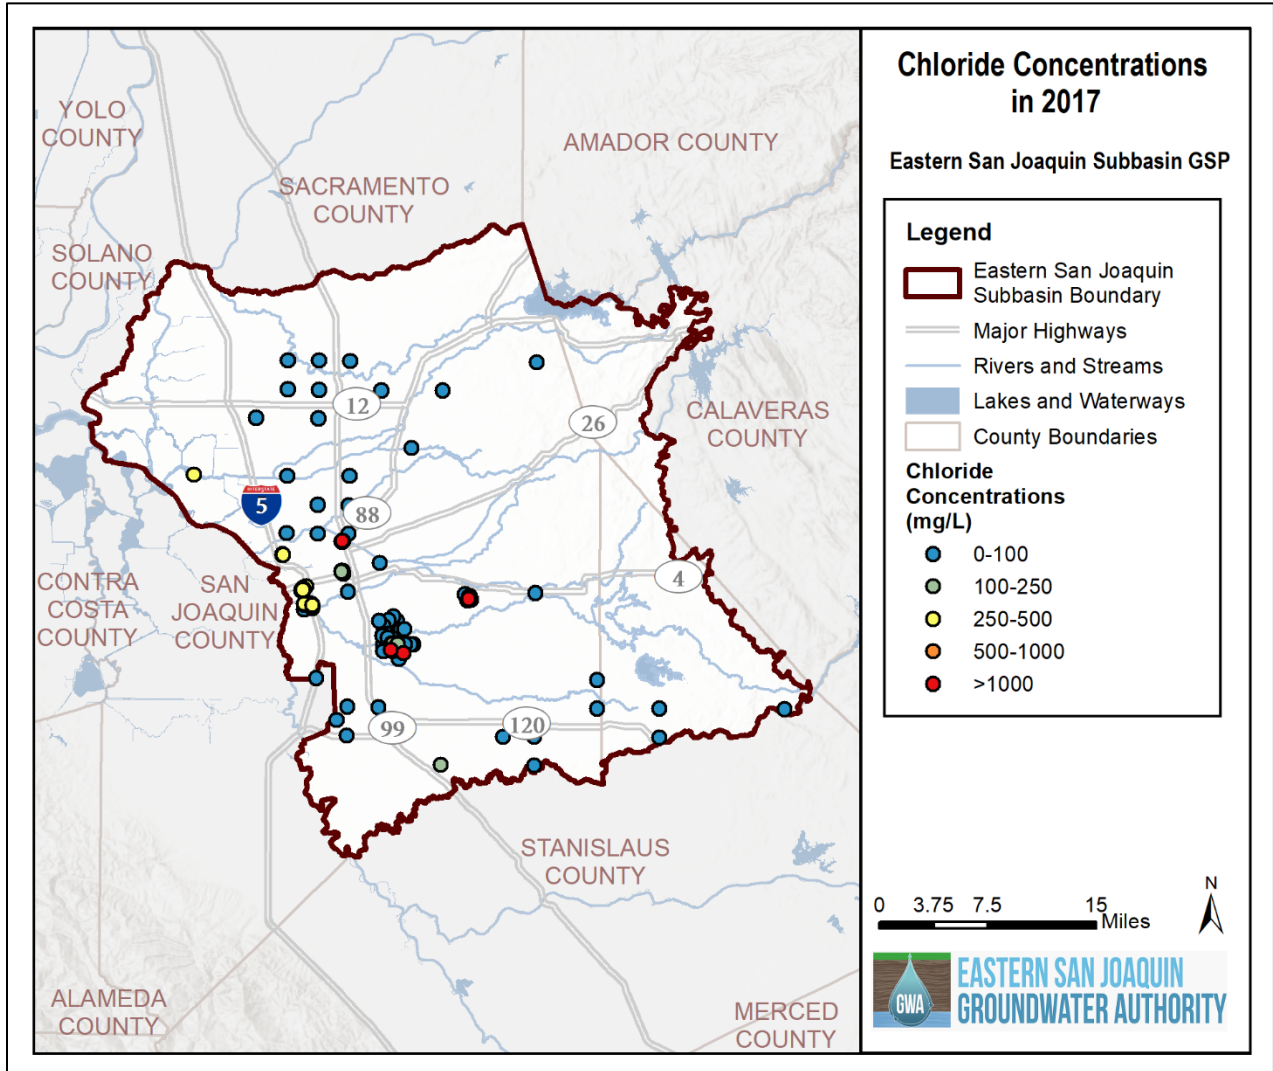 Chloride Concentrations
in 2017
Eastern San Joaquin Subbasin GSP
Legend
Eastern San Joaquin
Subbasin Boundary
Major Highways
Rivers and Streams
Lakes and Waterways
County Boundaries
Chloride
Concentrations
(mg/L)
0-100
100-250
250-500
500-1000
>1000
N
0 3.75 7.5 15
Miles
GWA
EASTERN SAN JOAQUIN
GROUNDWATER AUTHORITY
YOLO
COUNTY
AMADOR COUNTY
SACRAMENTO
COUNTY
SOLANO
COUNTY
12
26
CALAVERAS
COUNTY
INTERSTATE
5
88
4
CONTRA
COSTA
COUNTY
SAN
JOAQUIN
COUNTY
99
120
STANISLAUS
COUNTY
ALAMEDA
COUNTY
MERCED
COUNTY